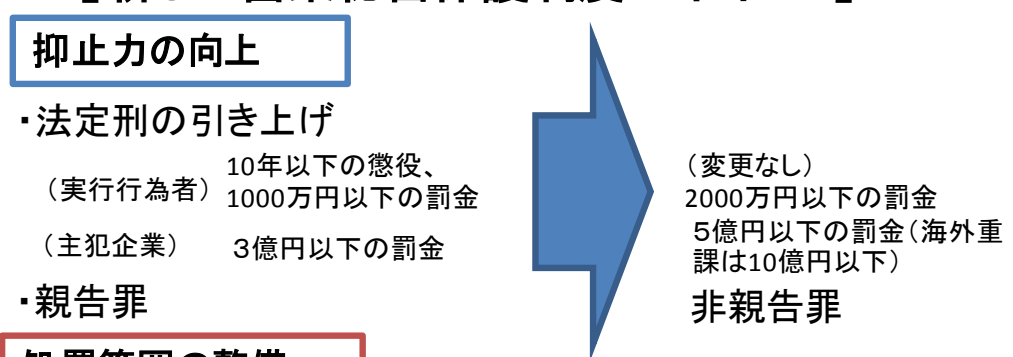 抑止力の向上
・法定刑の引き上げ
（実行行為者）
10年以下の懲役、
1000万円以下の罰金
（主犯企業）
３億円以下の罰金
・親告罪
（変更なし）
2000万円以下の罰金
５億円以下の罰金（海外重
課は10億円以下）
非親告罪